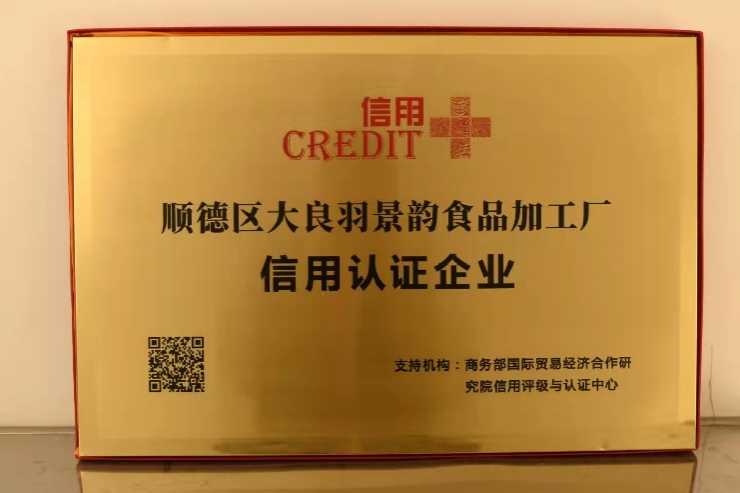 信用
CREDIT
顺德区大良羽景韵食品加工厂
信用认证企业
支持机构：商务部国际贸易经济合作研
究院信用评级与认证中心